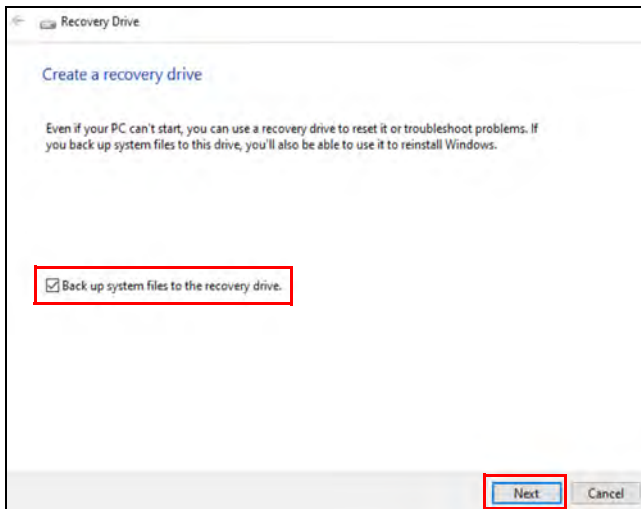 Recovery Drive
Create a recovery drive
Even if your PC can't start, you can use a recovery drive to reset it or troubleshoot problems. If
you back up system files to this drive, you'll also be able to use it to reinstall Windows.
Back up system files to the recovery drive.
Next
Cancel